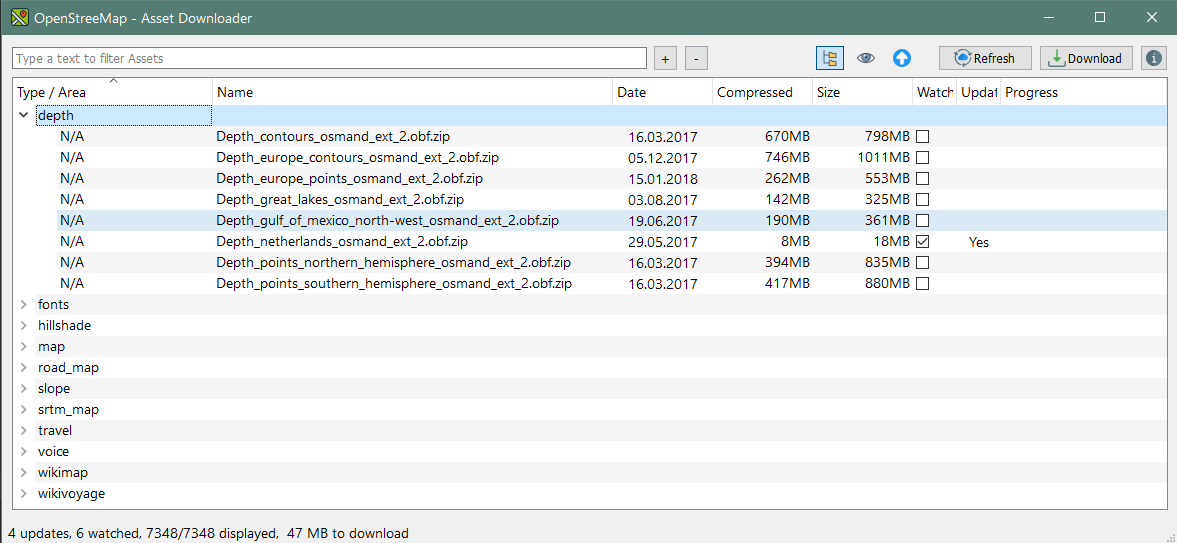 OpenStreeMap - Asset Downloader
Type a text to filter Assets + - Refresh Download i
Type / Area Name Date Compressed Size Watch Updat Progress
depth
N/A Depth_contours_osmand_ext_2.obf.zip 16.03.2017 670MB 798MB
N/A Depth_europe_contours_osmand_ext_2.obf.zip 05.12.2017 746MB 1011MB
N/A Depth_europe_points_osmand_ext_2.obf.zip 15.01.2018 262MB 553MB
N/A Depth_great_lakes_osmand_ext_2.obf.zip 03.08.2017 142MB 325MB
N/A Depth_gulf_of_mexico_north-west_osmand_ext_2.obf.zip 19.06.2017 190MB 361MB
N/A Depth_netherlands_osmand_ext_2.obf.zip 29.05.2017 8MB 18MB Yes
N/A Depth_points_northern_hemisphere_osmand_ext_2.obf.zip 16.03.2017 394MB 835MB
N/A Depth_points_southern_hemisphere_osmand_ext_2.obf.zip 16.03.2017 417MB 880MB
fonts
hillshade
map
road_map
slope
srtm_map
travel
voice
wikimap
wikivoyage
4 updates, 6 watched, 7348/7348 displayed, 47 MB to download